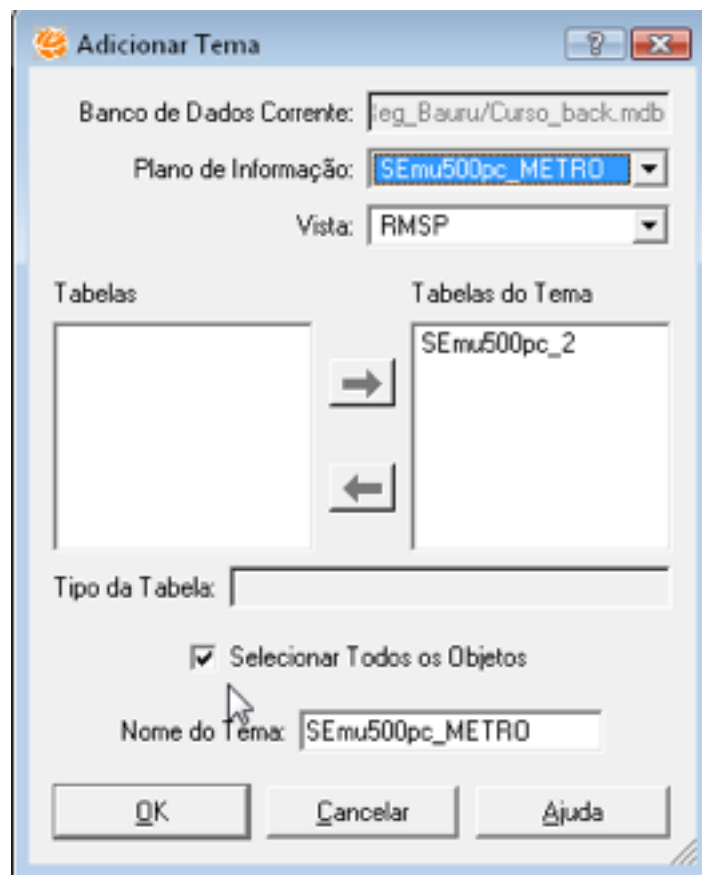 Adicionar Tema
Banco de Dados Corrente: leg_Bauru/Curso_back.mdb
Plano de Informação: SEmu500pc_METRO
Vista: RMSP
Tabelas Tabelas do Tema
SEmu500pc_2
Tipo da Tabela:
Selecionar Todos os Objetos
Nome do Tema: SEmu500pc_METRO
OK Cancelar Ajuda